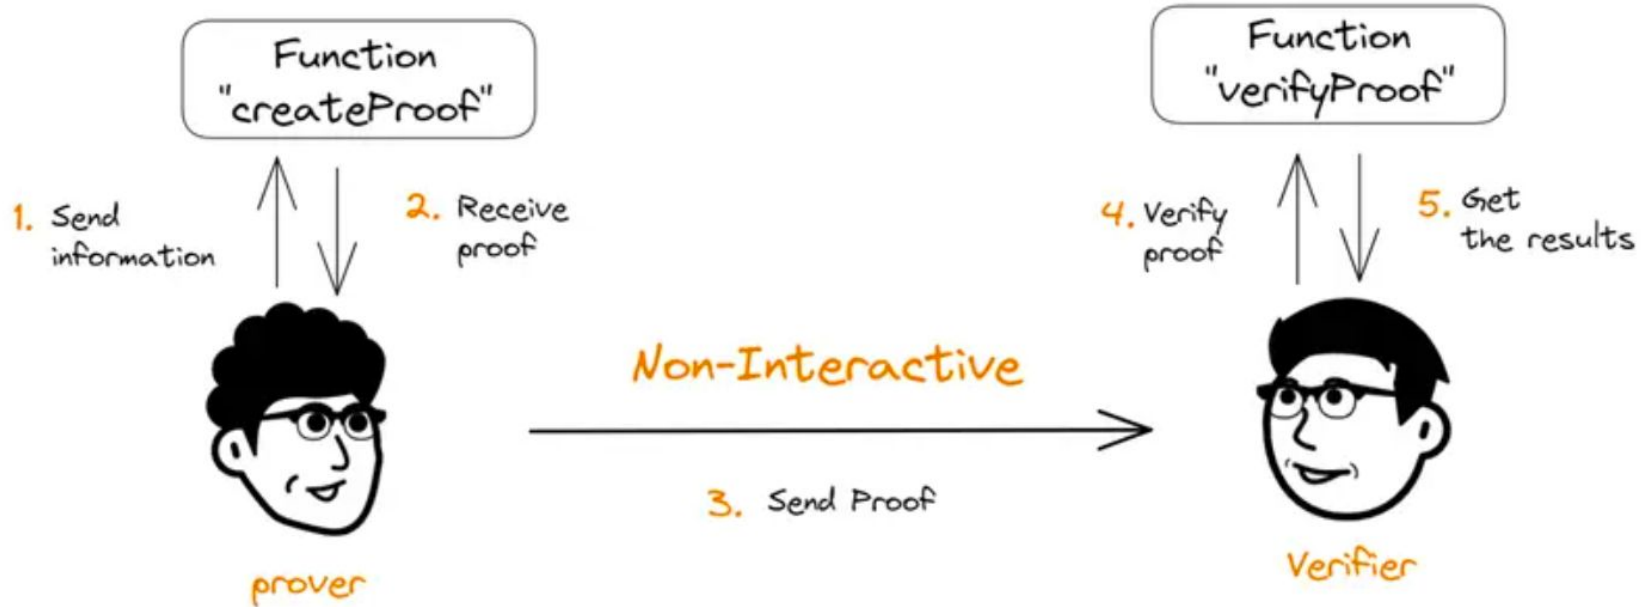 Function
"createProof"
Function
"verifyProof"
1. Send
information
2. Receive
proof
4. Verify
proof
5. Get
the results
Non-Interactive
3. Send Proof
prover
Verifier